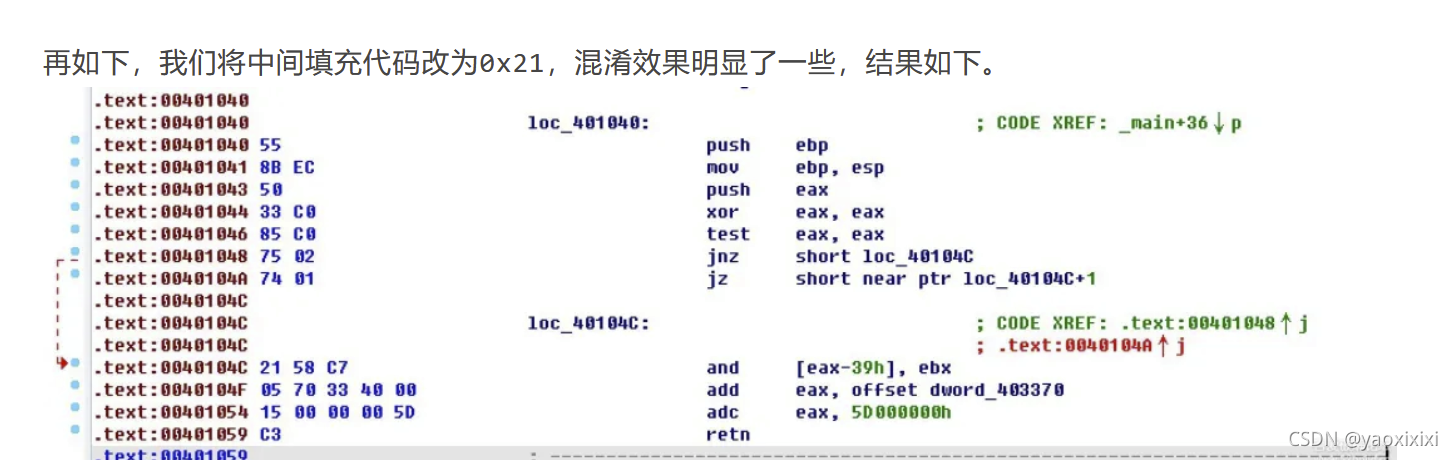 再如下，我们将中间填充代码改为0x21，混淆效果明显了一些，结果如下。
.text:00401040
.text:00401040 loc_401040: ; CODE XREF: _main+36↓p
.text:00401040 55 push ebp
.text:00401041 8B EC mov ebp, esp
.text:00401043 50 push eax
.text:00401044 33 C0 xor eax, eax
.text:00401046 85 C0 test eax, eax
.text:00401048 75 02 jnz short loc_40104C
.text:0040104A 74 01 jz short near ptr loc_40104C+1
.text:0040104C
.text:0040104C loc_40104C: ; CODE XREF: .text:00401048↑j
.text:0040104C ; .text:0040104A↑j
.text:0040104C 21 58 C7 and [eax-39h], ebx
.text:0040104F 05 70 33 40 00 add eax, offset dword_403370
.text:00401054 15 00 00 00 5D adc eax, 5D000000h
.text:00401059 C3 retn
.text:00401059 ; ---------------------------------------------------------------------------
CSDN @yaoxixixi